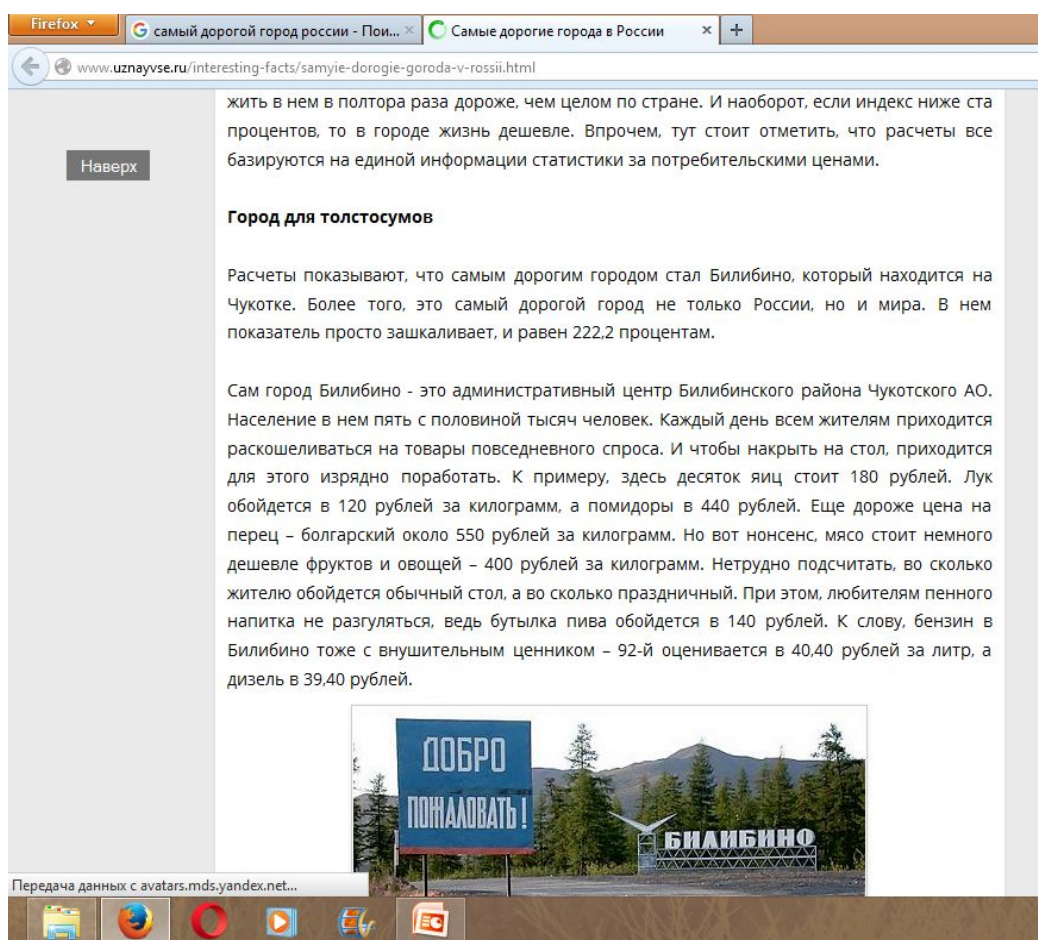 Firefox
самый дорогой город россии - Пои...
Самые дорогие города в России
www.uznayvse.ru/interesting-facts/samyie-dorogie-goroda-v-rossii.html
Наверх
жить в нем в полтора раза дороже, чем целом по стране. И наоборот, если индекс ниже ста
процентов, то в городе жизнь дешевле. Впрочем, тут стоит отметить, что расчеты все
базируются на единой информации статистики за потребительскими ценами.
Город для толстосумов
Расчеты показывают, что самым дорогим городом стал Билибино, который находится на
Чукотке. Более того, это самый дорогой город не только России, но и мира. В нем
показатель просто зашкаливает, и равен 222,2 процентам.
Сам город Билибино - это административный центр Билибинского района Чукотского АО.
Население в нем пять с половиной тысяч человек. Каждый день всем жителям приходится
раскошеливаться на товары повседневного спроса. И чтобы накрыть на стол, приходится
для этого изрядно поработать. К примеру, здесь десяток яиц стоит 180 рублей. Лук
обойдется в 120 рублей за килограмм, а помидоры в 440 рублей. Еще дороже цена на
перец – болгарский около 550 рублей за килограмм. Но вот нонсенс, мясо стоит немного
дешевле фруктов и овощей – 400 рублей за килограмм. Нетрудно подсчитать, во сколько
жителю обойдется обычный стол, а во сколько праздничный. При этом, любителям пенного
напитка не разгуляться, ведь бутылка пива обойдется в 140 рублей. К слову, бензин в
Билибино тоже с внушительным ценником – 92-й оценивается в 40,40 рублей за литр, а
дизель в 39,40 рублей.
ДОБРО
ПОЖАЛОВАТЬ!
БИЛИБИНО
Передача данных с avatars.mds.yandex.net...